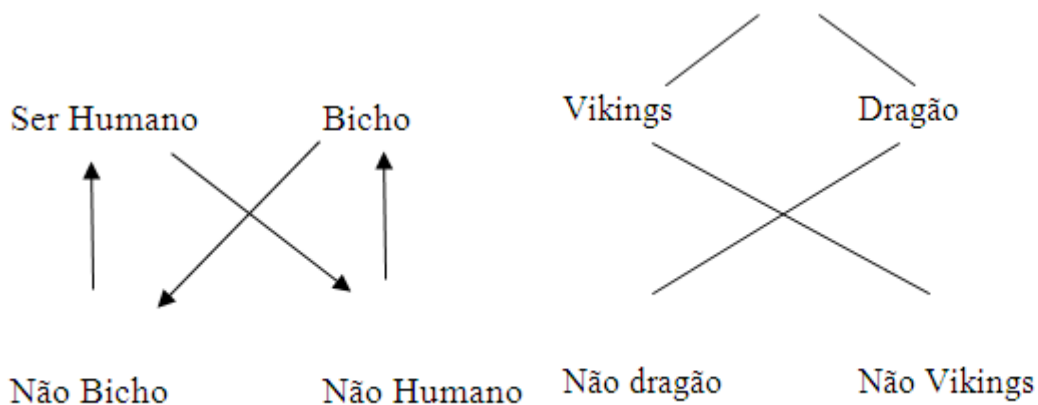 Ser Humano
Bicho
Não Bicho
Não Humano
Vikings
Dragão
Não dragão
Não Vikings